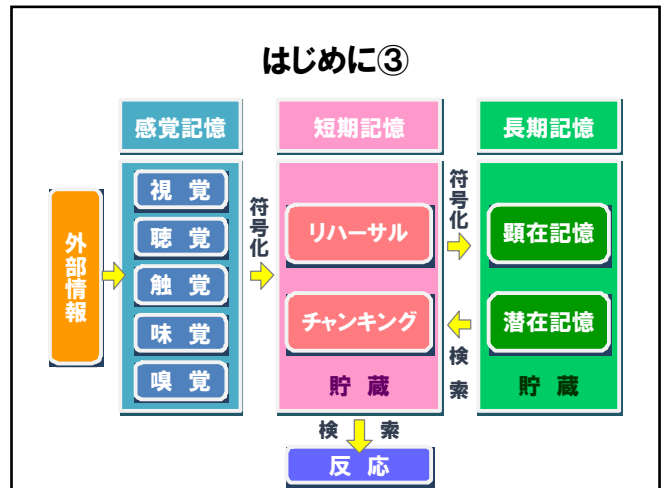 はじめに③
感覚記憶
短期記憶
長期記憶
外部情報
視 覚
聴 覚
触 覚
味 覚
嗅 覚
符号化
リハーサル
チャンキング
貯 蔵
符号化
検索
顕在記憶
潜在記憶
貯 蔵
検 索
反 応